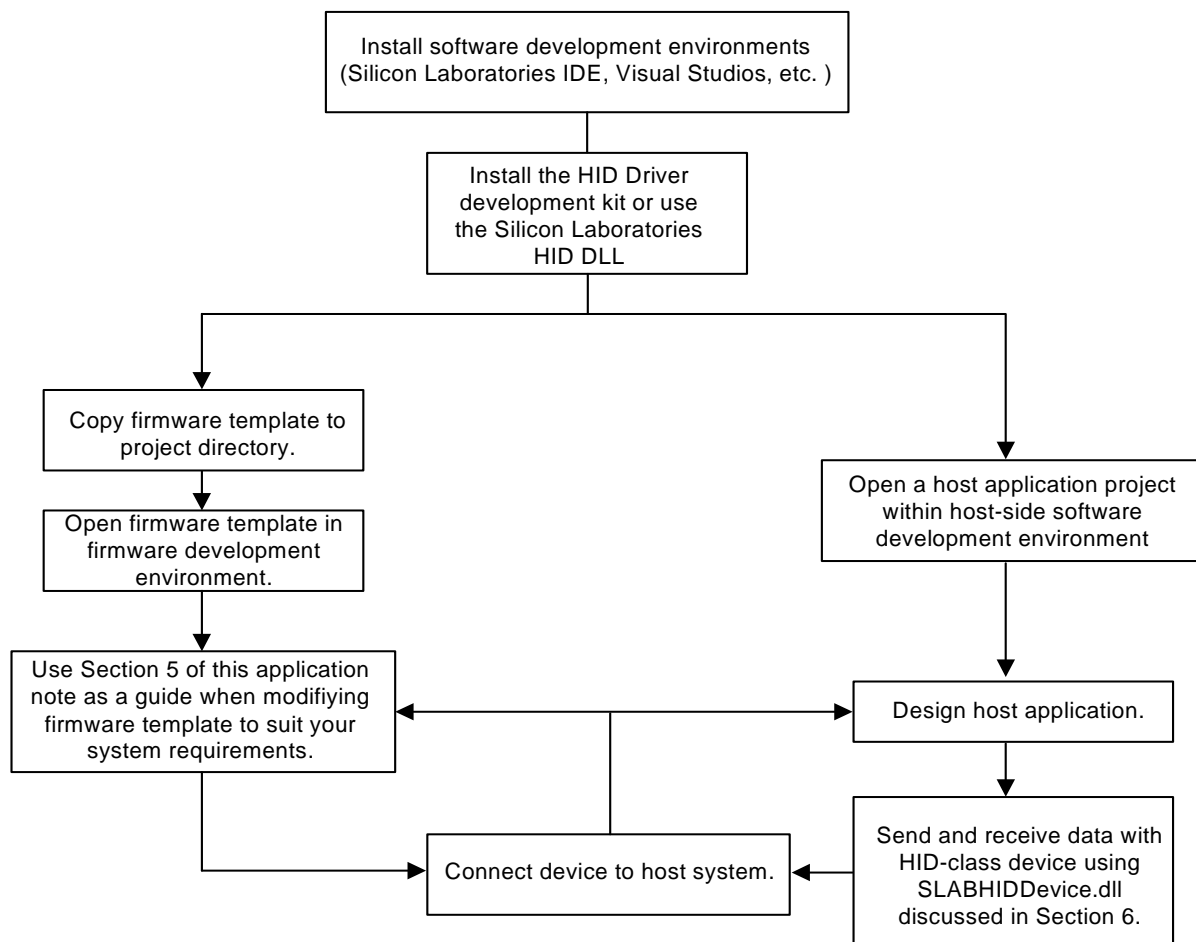 Install software development environments
(Silicon Laboratories IDE, Visual Studios, etc. )
Install the HID Driver
development kit or use
the Silicon Laboratories
HID DLL
Copy firmware template to
project directory.
Open firmware template in
firmware development
environment.
Use Section 5 of this application
note as a guide when modifiying
firmware template to suit your
system requirements.
Open a host application project
within host-side software
development environment
Design host application.
Send and receive data with
HID-class device using
SLABHIDDevice.dll
discussed in Section 6.
Connect device to host system.